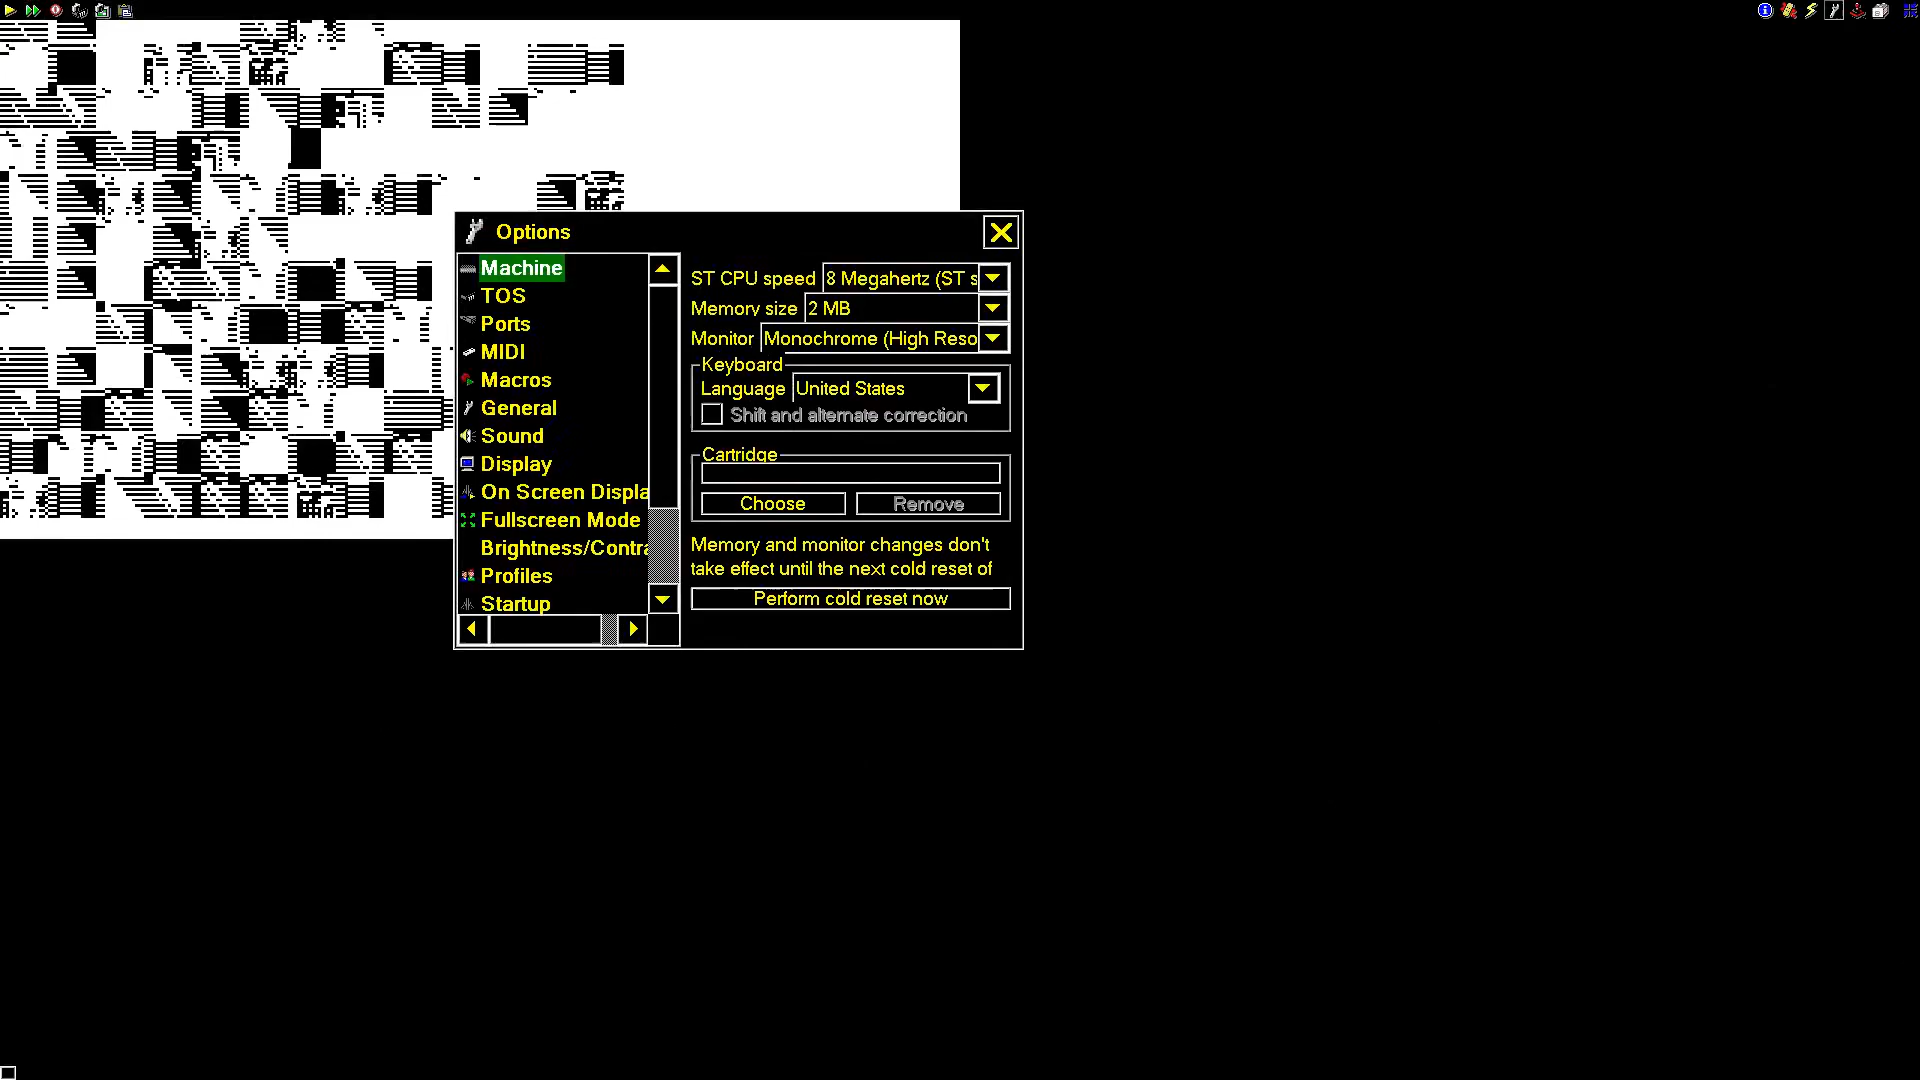 Options
Machine
TOS
Ports
MIDI
Macros
General
Sound
Display
On Screen Displa
Fullscreen Mode
Brightness/Contra
Profiles
Startup
ST CPU speed 8 Megahertz (ST s
Memory size 2 MB
Monitor Monochrome (High Reso
Keyboard
Language United States
Shift and alternate correction
Cartridge
Choose Remove
Memory and monitor changes don't
take effect until the next cold reset of
Perform cold reset now